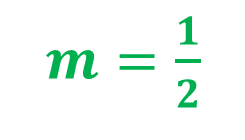 m = 1/2